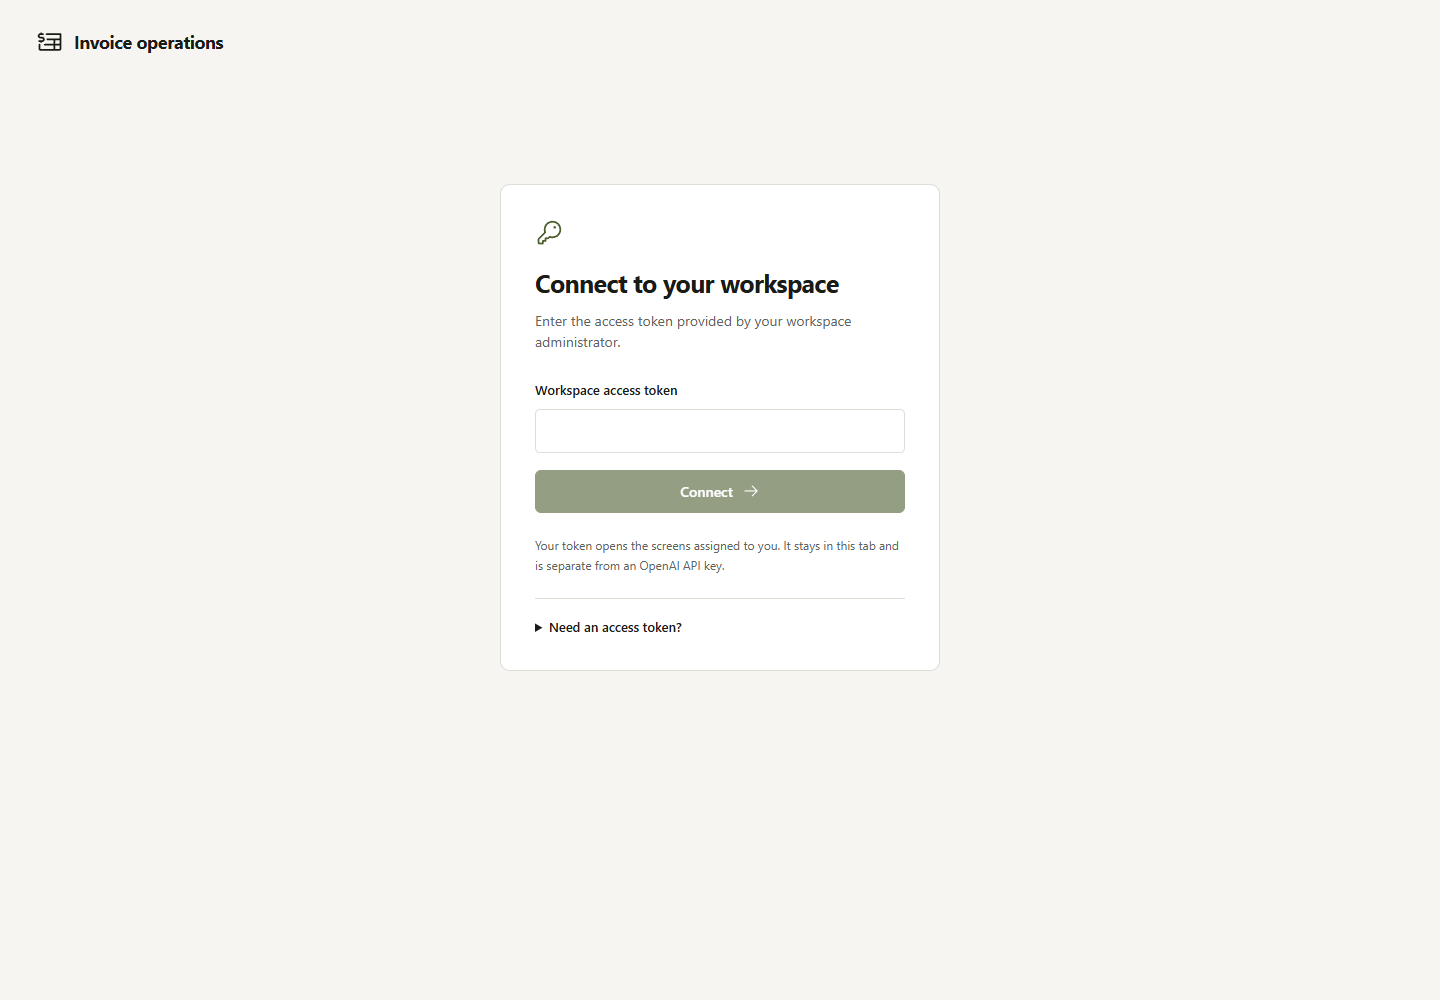 Invoice operations
Connect to your workspace
Enter the access token provided by your workspace
administrator.
Workspace access token
Connect →
Your token opens the screens assigned to you. It stays in this tab and
is separate from an OpenAI API key.
Need an access token?